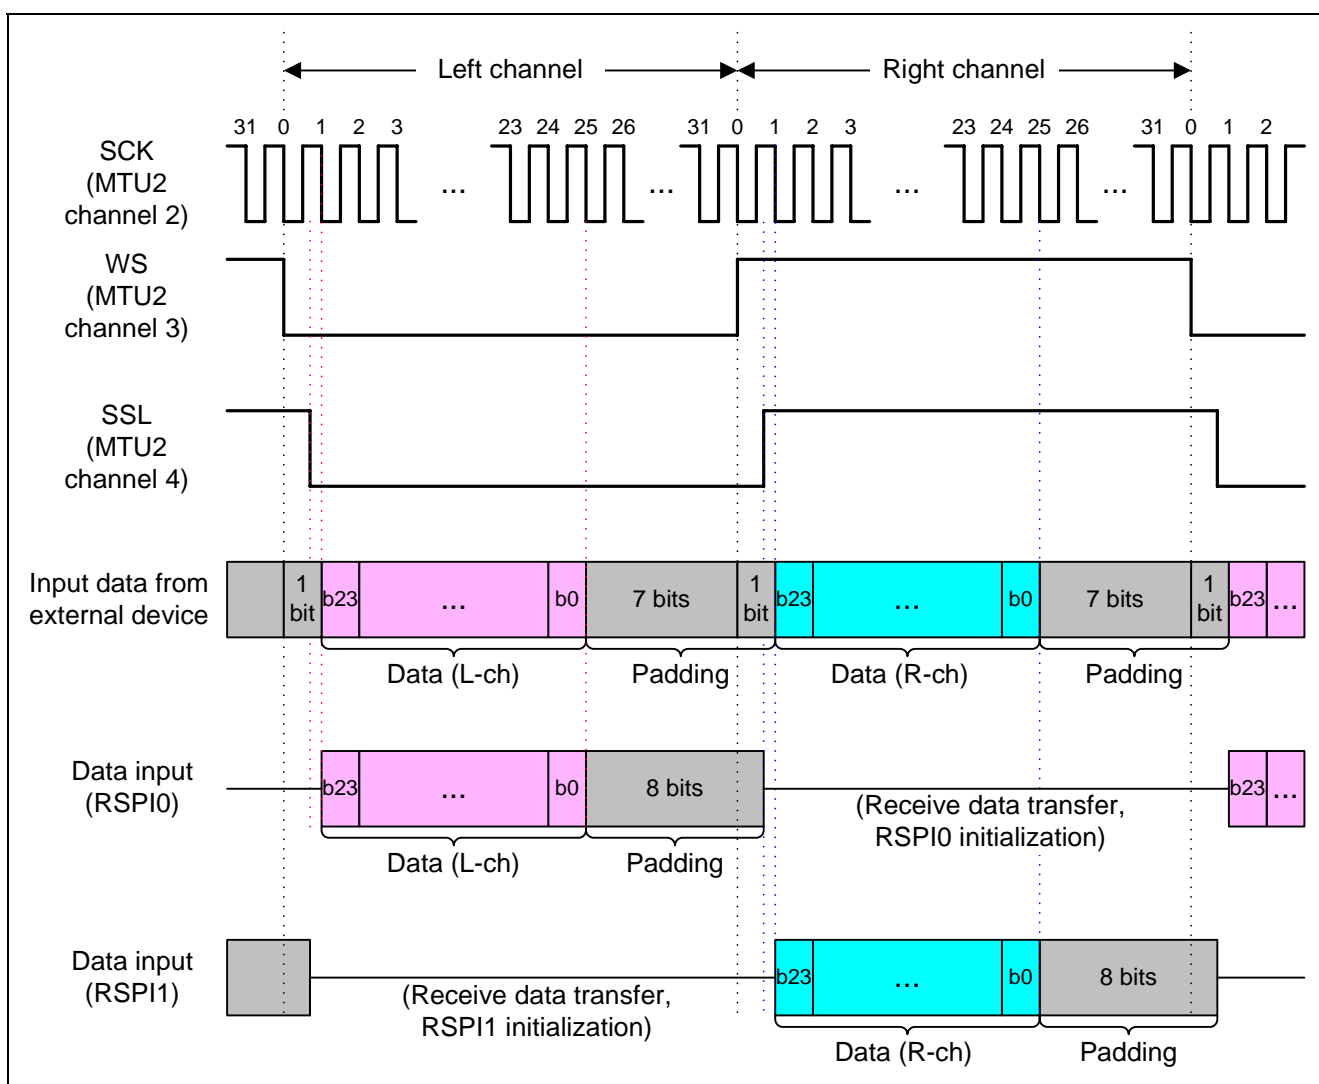 Left channel
Right channel
31 0 1 2 3 23 24 25 26 31 0 1 2 3 23 24 25 26 31 0 1 2
SCK
(MTU2
channel 2)
... ... ... ...
WS
(MTU2
channel 3)
SSL
(MTU2
channel 4)
Input data from
external device
1
bit
b23
...
b0
7 bits
1
bit
b23
...
b0
7 bits
1
bit
b23
...
Data (L-ch)
Padding
Data (R-ch)
Padding
Data input
(RSPI0)
b23
...
b0
8 bits
(Receive data transfer,
RSPI0 initialization)
b23
...
Data (L-ch)
Padding
Data input
(RSPI1)
(Receive data transfer,
RSPI1 initialization)
b23
...
b0
8 bits
Data (R-ch)
Padding